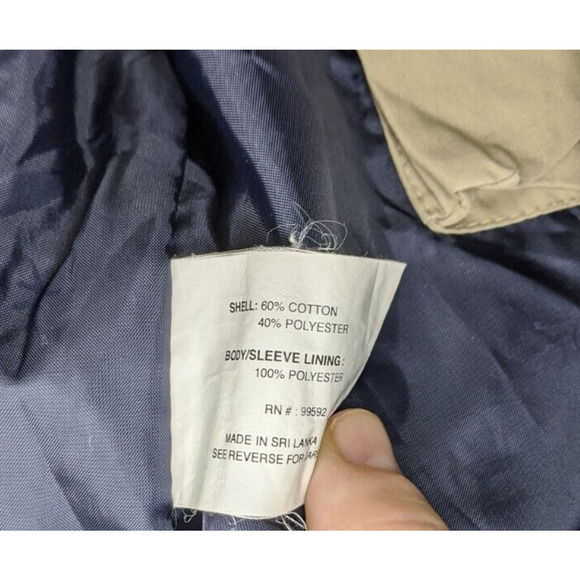 SHELL: 60% COTTON
40% POLYESTER
BODY/SLEEVE LINING:
100% POLYESTER
RN # : 99592
MADE IN SRI LANKA
SEE REVERSE FOR